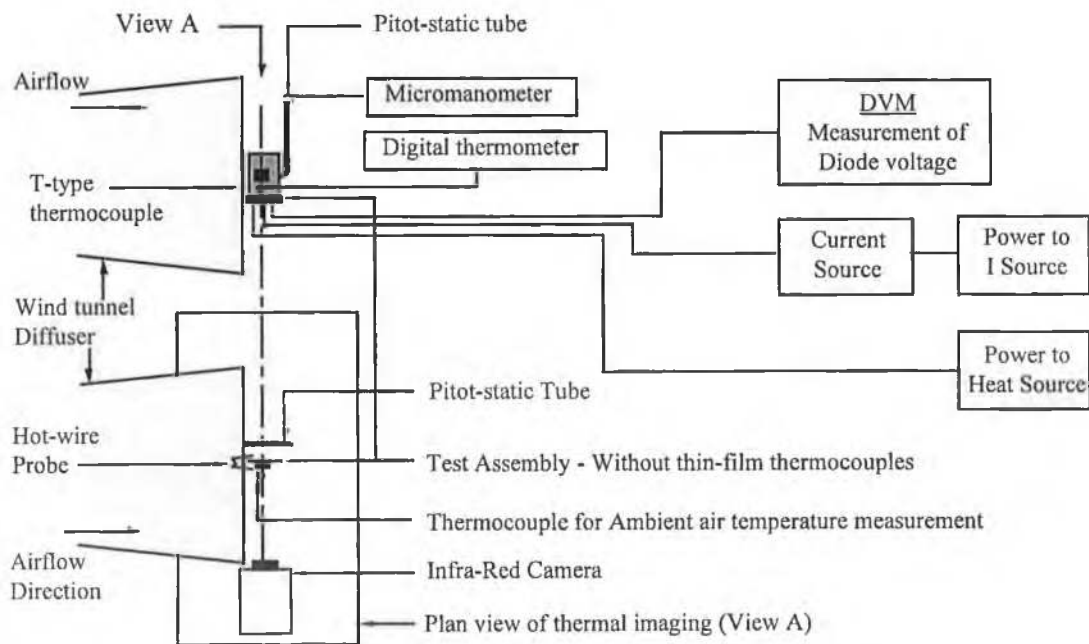 View A
Pitot-static tube
Airflow
Micromanometer
DVM
Measurement of
Diode voltage
Digital thermometer
T-type
thermocouple
Current
Source
Power to
I Source
Wind tunnel
Diffuser
Power to
Heat Source
Pitot-static Tube
Hot-wire
Probe
Test Assembly - Without thin-film thermocouples
Thermocouple for Ambient air temperature measurement
Airflow
Direction
Infra-Red Camera
Plan view of thermal imaging (View A)